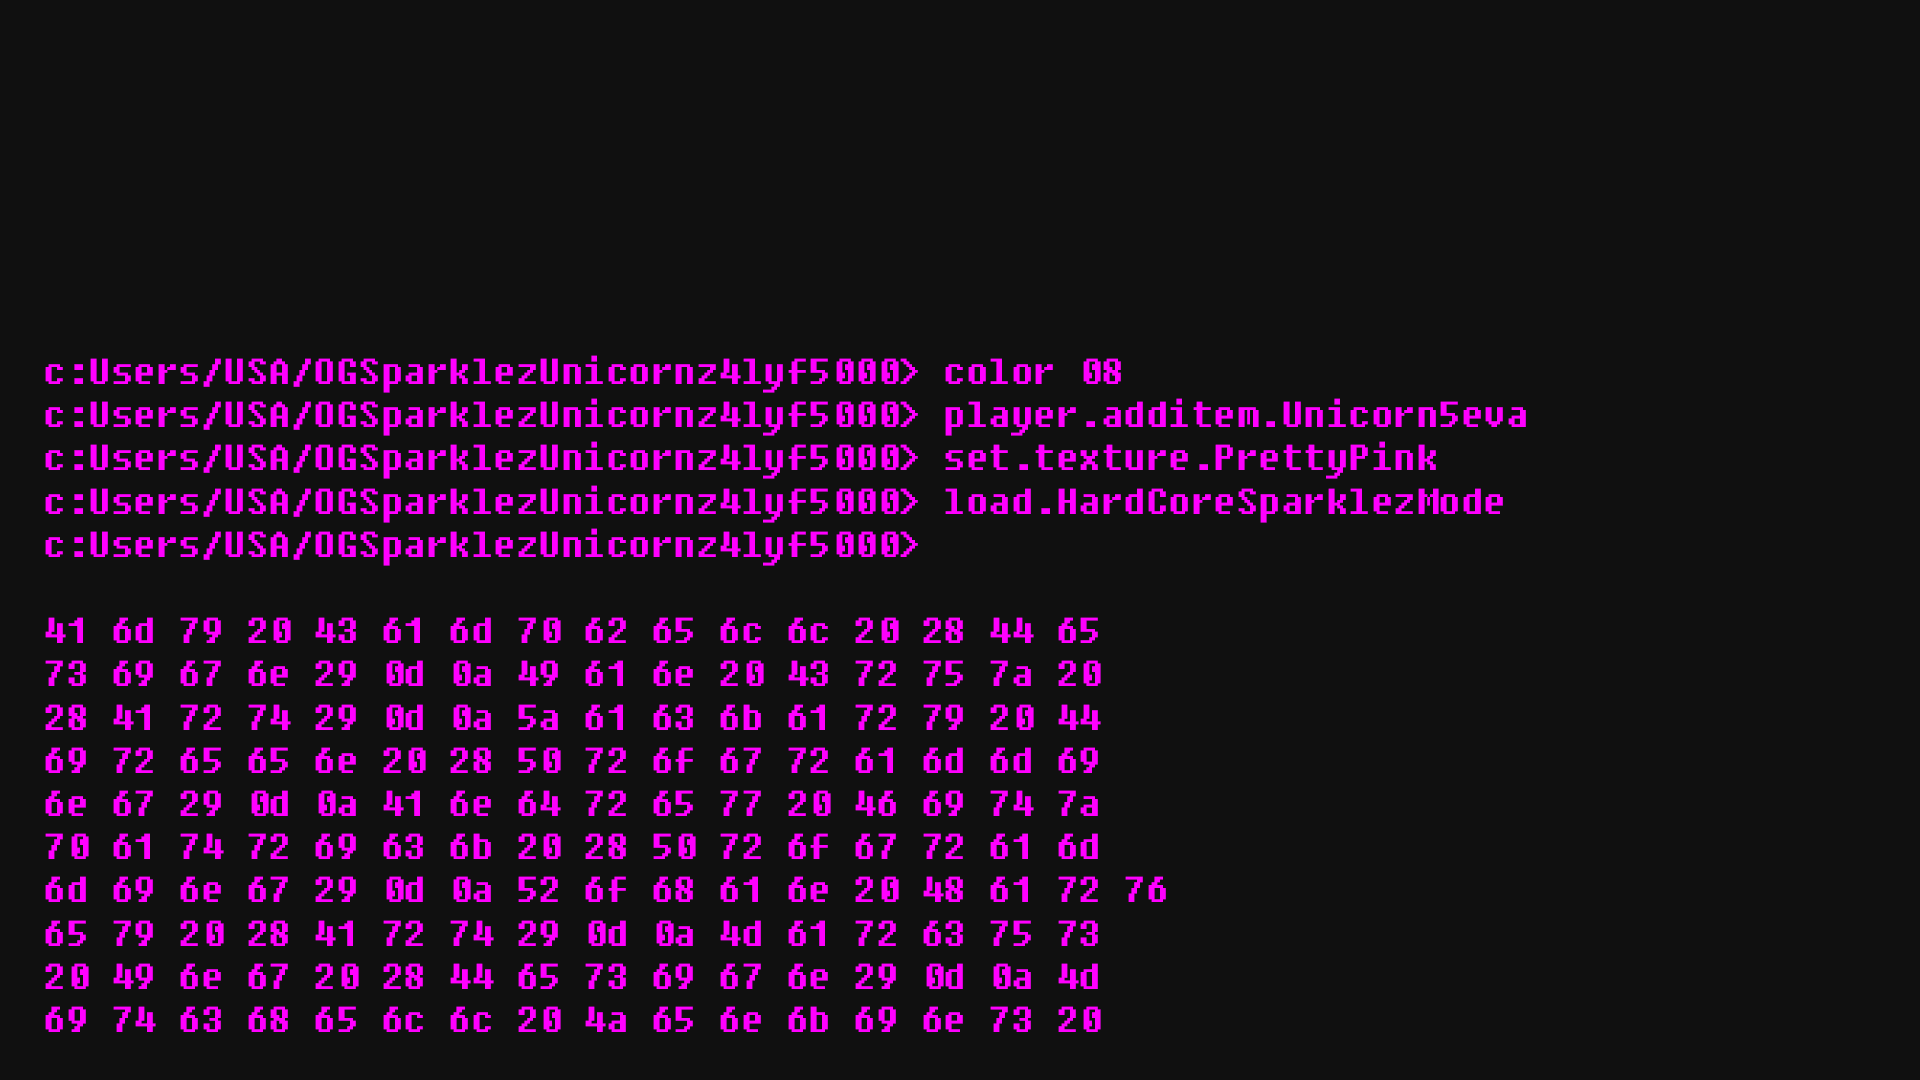 c:Users/USA/OGSparklezUnicornz4lyf5000> color 08
c:Users/USA/OGSparklezUnicornz4lyf5000> player.additem.Unicorn5eva
c:Users/USA/OGSparklezUnicornz4lyf5000> set.texture.PrettyPink
c:Users/USA/OGSparklezUnicornz4lyf5000> load.HardCoreSparklezMode
c:Users/USA/OGSparklezUnicornz4lyf5000>
41 6d 79 20 43 61 6d 70 62 65 6c 6c 20 28 44 65
73 69 67 6e 29 0d 0a 49 61 6e 20 43 72 75 7a 20
28 41 72 74 29 0d 0a 5a 61 63 6b 61 72 79 20 44
69 72 65 65 6e 20 28 50 72 6f 67 72 61 6d 6d 69
6e 67 29 0d 0a 41 6e 64 72 65 77 20 46 69 74 7a
70 61 74 72 69 63 6b 20 28 50 72 6f 67 72 61 6d
6d 69 6e 67 29 0d 0a 52 6f 68 61 6e 20 48 61 72 76
65 79 20 28 41 72 74 29 0d 0a 4d 61 72 63 75 73
20 49 6e 67 20 28 44 65 73 69 67 6e 29 0d 0a 4d
69 74 63 68 65 6c 6c 20 4a 65 6e 6b 69 6e 73 20